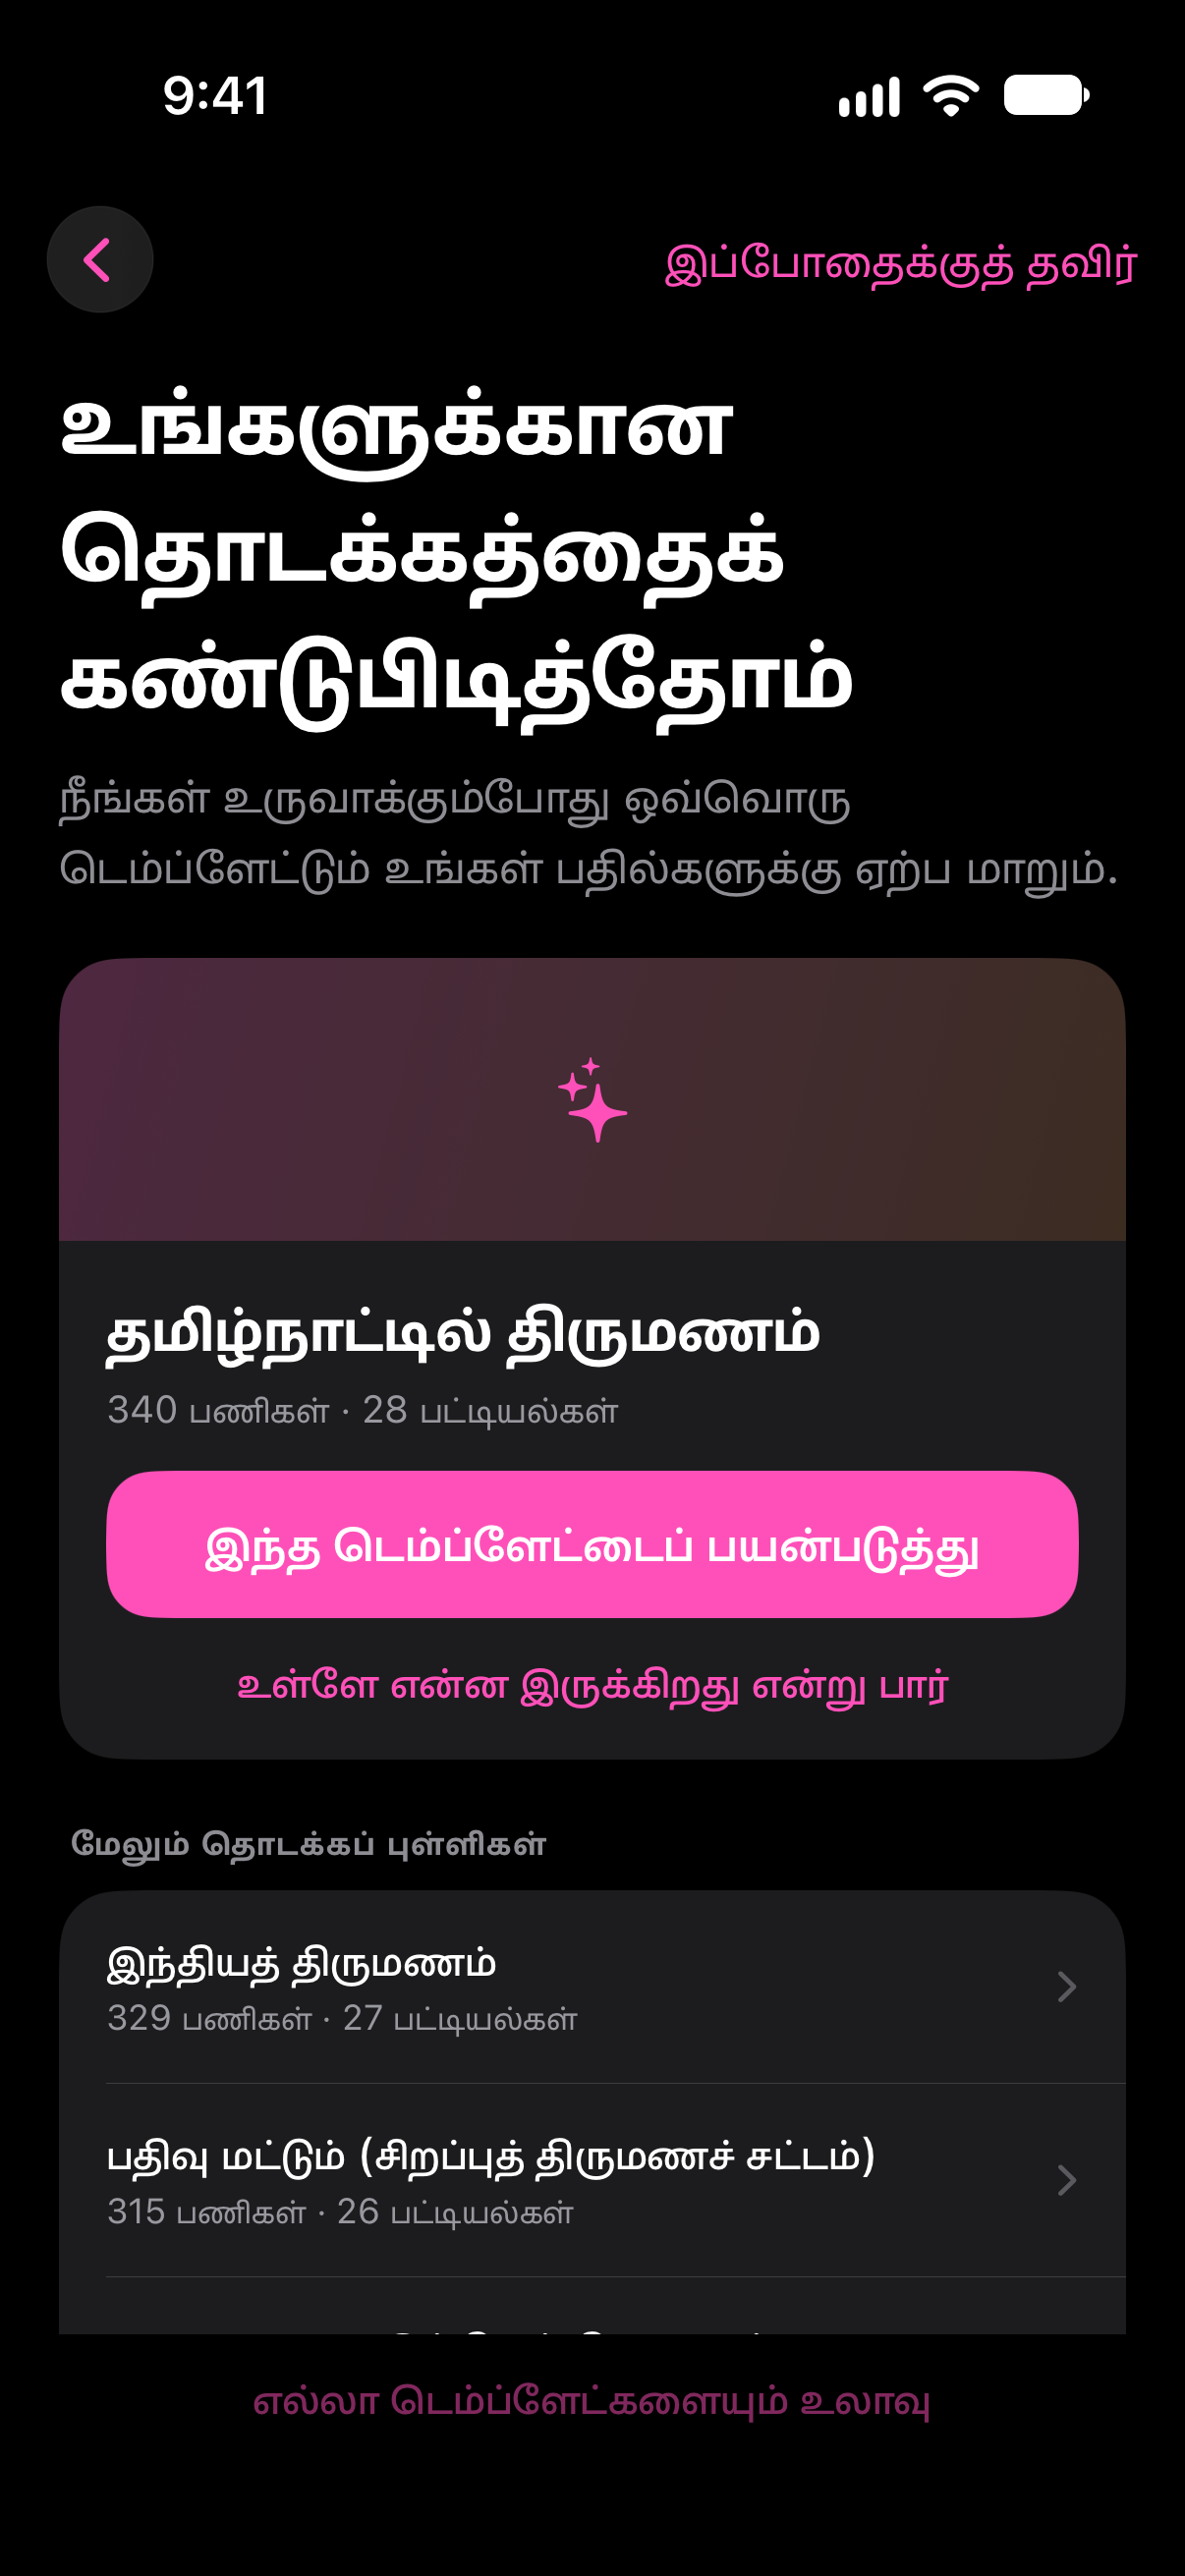 9:41
இப்போதைக்குத் தவிர்
உங்களுக்கான
தொடக்கத்தைக்
கண்டுபிடித்தோம்
நீங்கள் உருவாக்கும்போது ஒவ்வொரு
டெம்ப்ளேட்டும் உங்கள் பதில்களுக்கு ஏற்ப மாறும்.
தமிழ்நாட்டில் திருமணம்
340 பணிகள் · 28 பட்டியல்கள்
இந்த டெம்ப்ளேட்டைப் பயன்படுத்து
உள்ளே என்ன இருக்கிறது என்று பார்
மேலும் தொடக்கப் புள்ளிகள்
இந்தியத் திருமணம்
329 பணிகள் · 27 பட்டியல்கள்
பதிவு மட்டும் (சிறப்புத் திருமணச் சட்டம்)
315 பணிகள் · 26 பட்டியல்கள்
எல்லா டெம்ப்ளேட்களையும் உலாவு